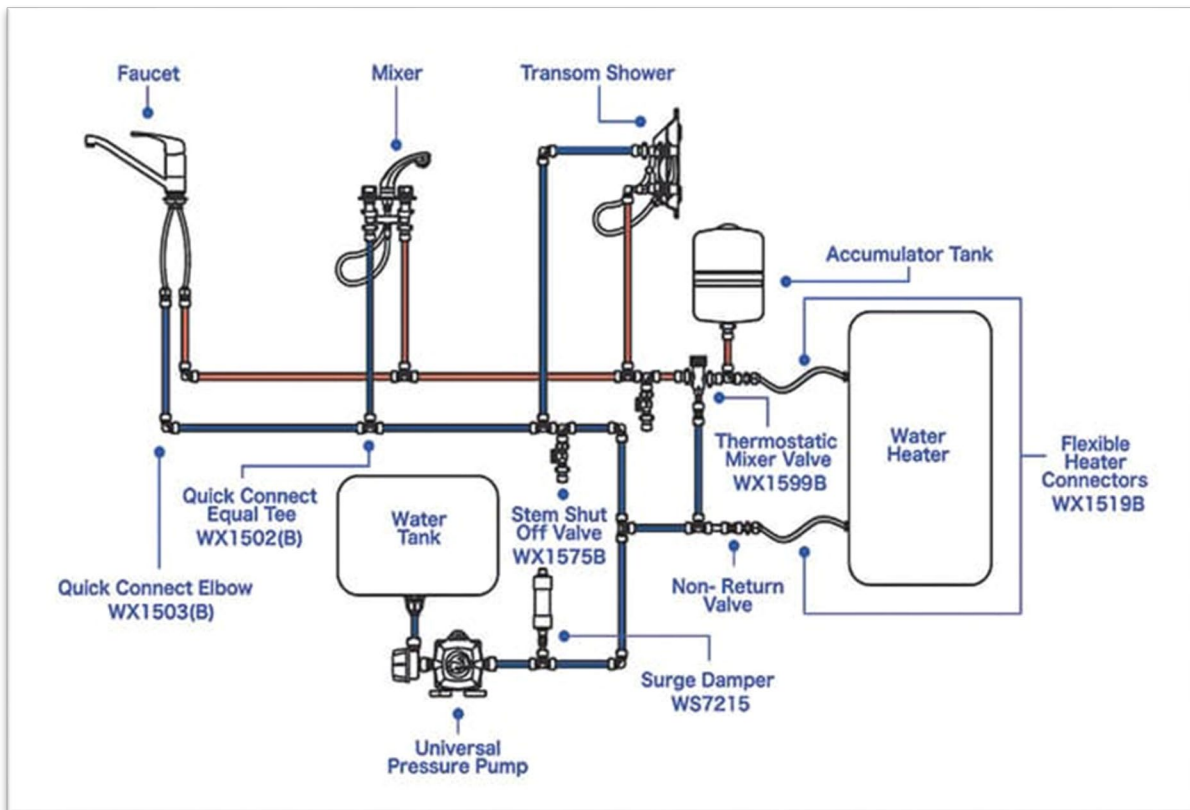 Faucet
Mixer
Transom Shower
Accumulator Tank
Water
Heater
Thermostatic
Mixer Valve
WX1599B
Flexible
Heater
Connectors
WX1519B
Quick Connect
Equal Tee
WX1502(B)
Water
Tank
Stem Shut
Off Valve
WX1575B
Non- Return
Valve
Quick Connect Elbow
WX1503(B)
Surge Damper
WS7215
Universal
Pressure Pump